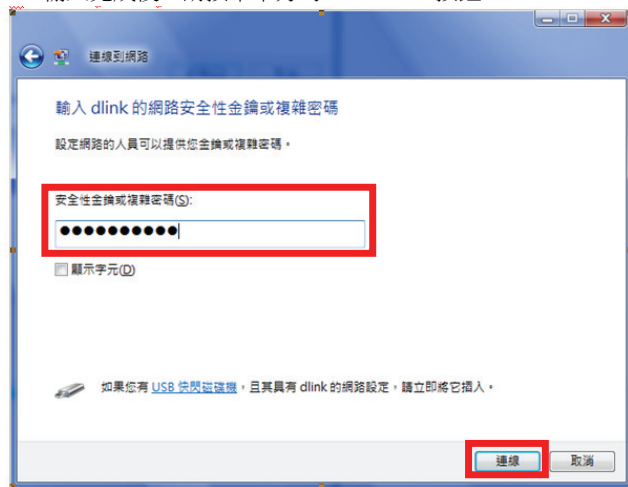 連線到網路
輸入 dlink 的網路安全性金鑰或複雜密碼
設定網路的人員可以提供您金鑰或複雜密碼。
安全性金鑰或複雜密碼(S):
●●●●●●●●●●
顯示字元(D)
如果您有 USB 快閃磁碟機，且其具有 dlink 的網路設定，請立即將它插入。
連線 取消